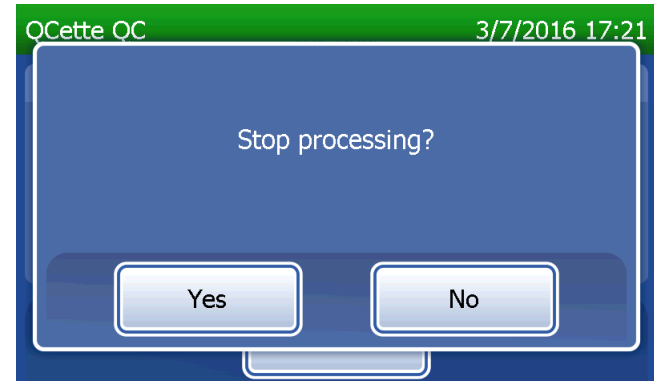 QCette QC 3/7/2016 17:21
Stop processing?
Yes No